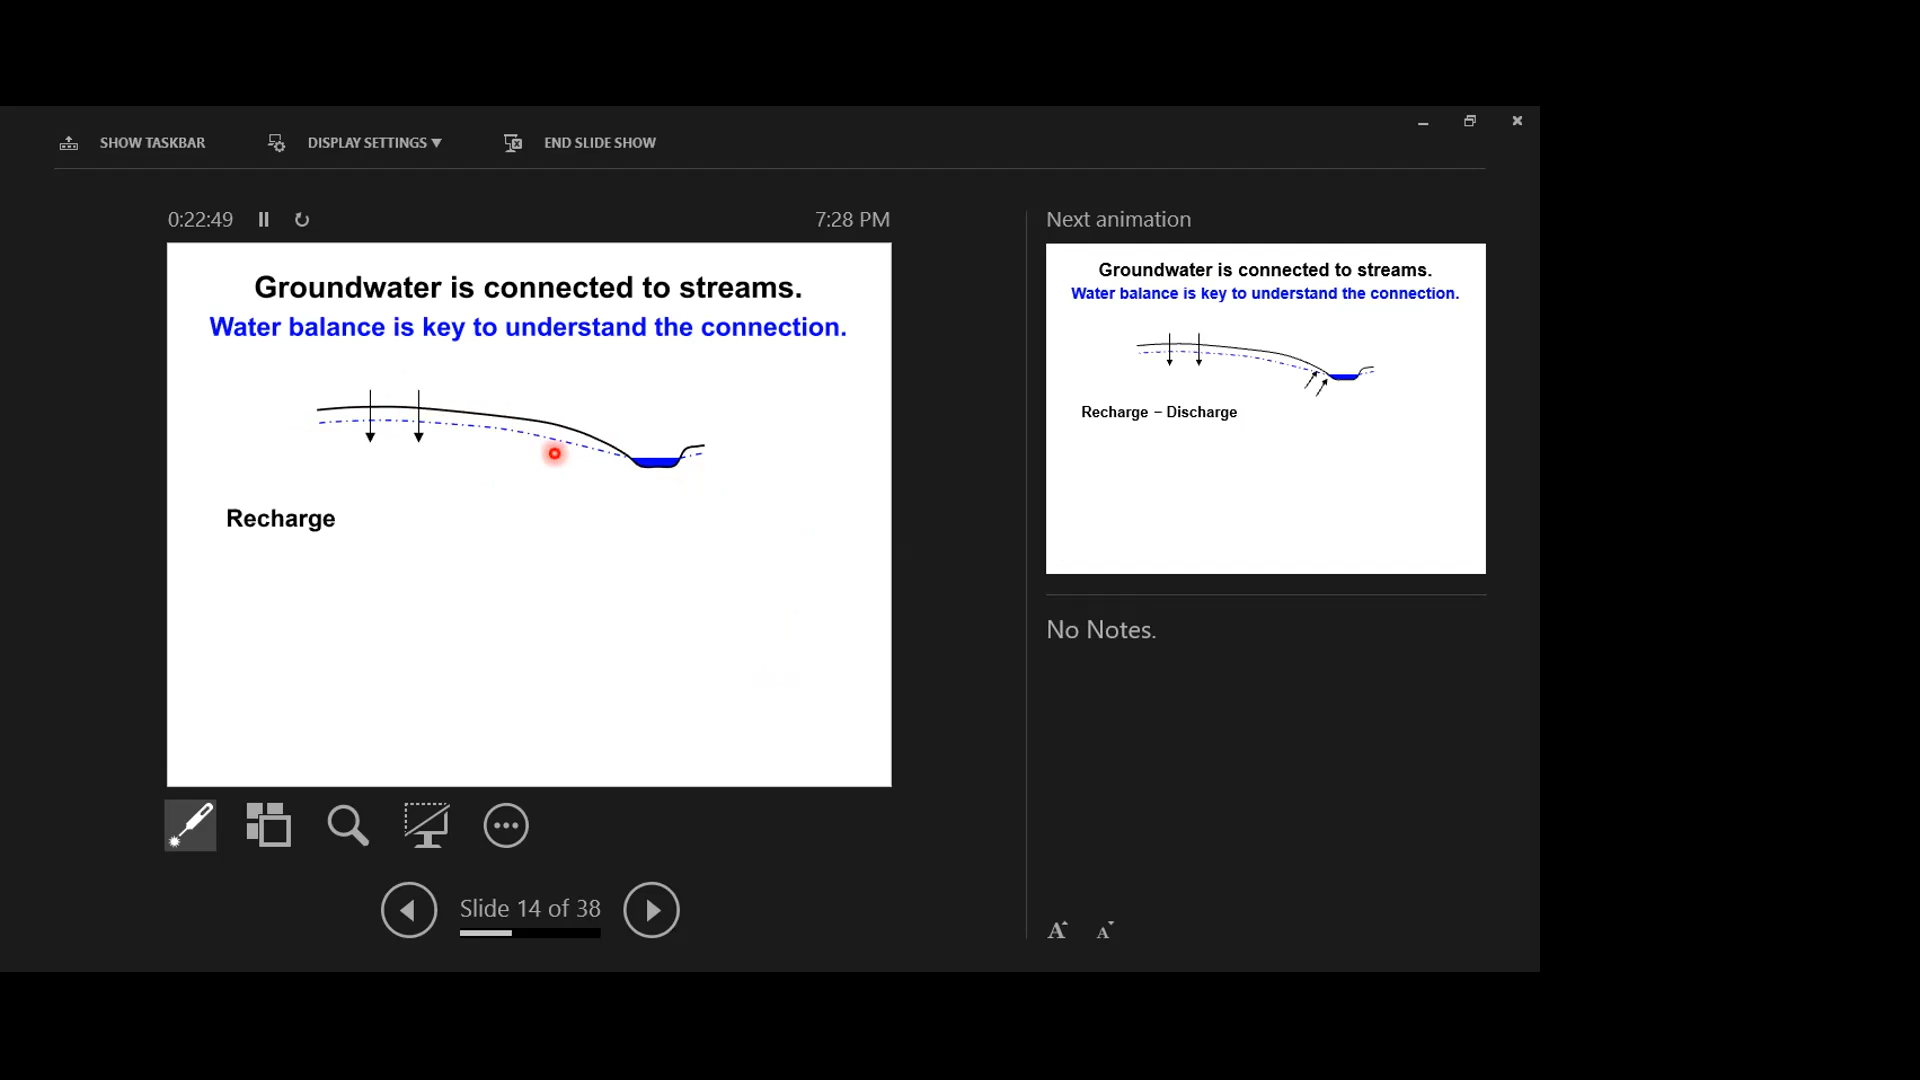 SHOW TASKBAR
DISPLAY SETTINGS ▼
END SLIDE SHOW
0:22:49
7:28 PM
Next animation
Groundwater is connected to streams.
Water balance is key to understand the connection.
Recharge
Groundwater is connected to streams.
Water balance is key to understand the connection.
Recharge − Discharge
No Notes.
Slide 14 of 38
A A